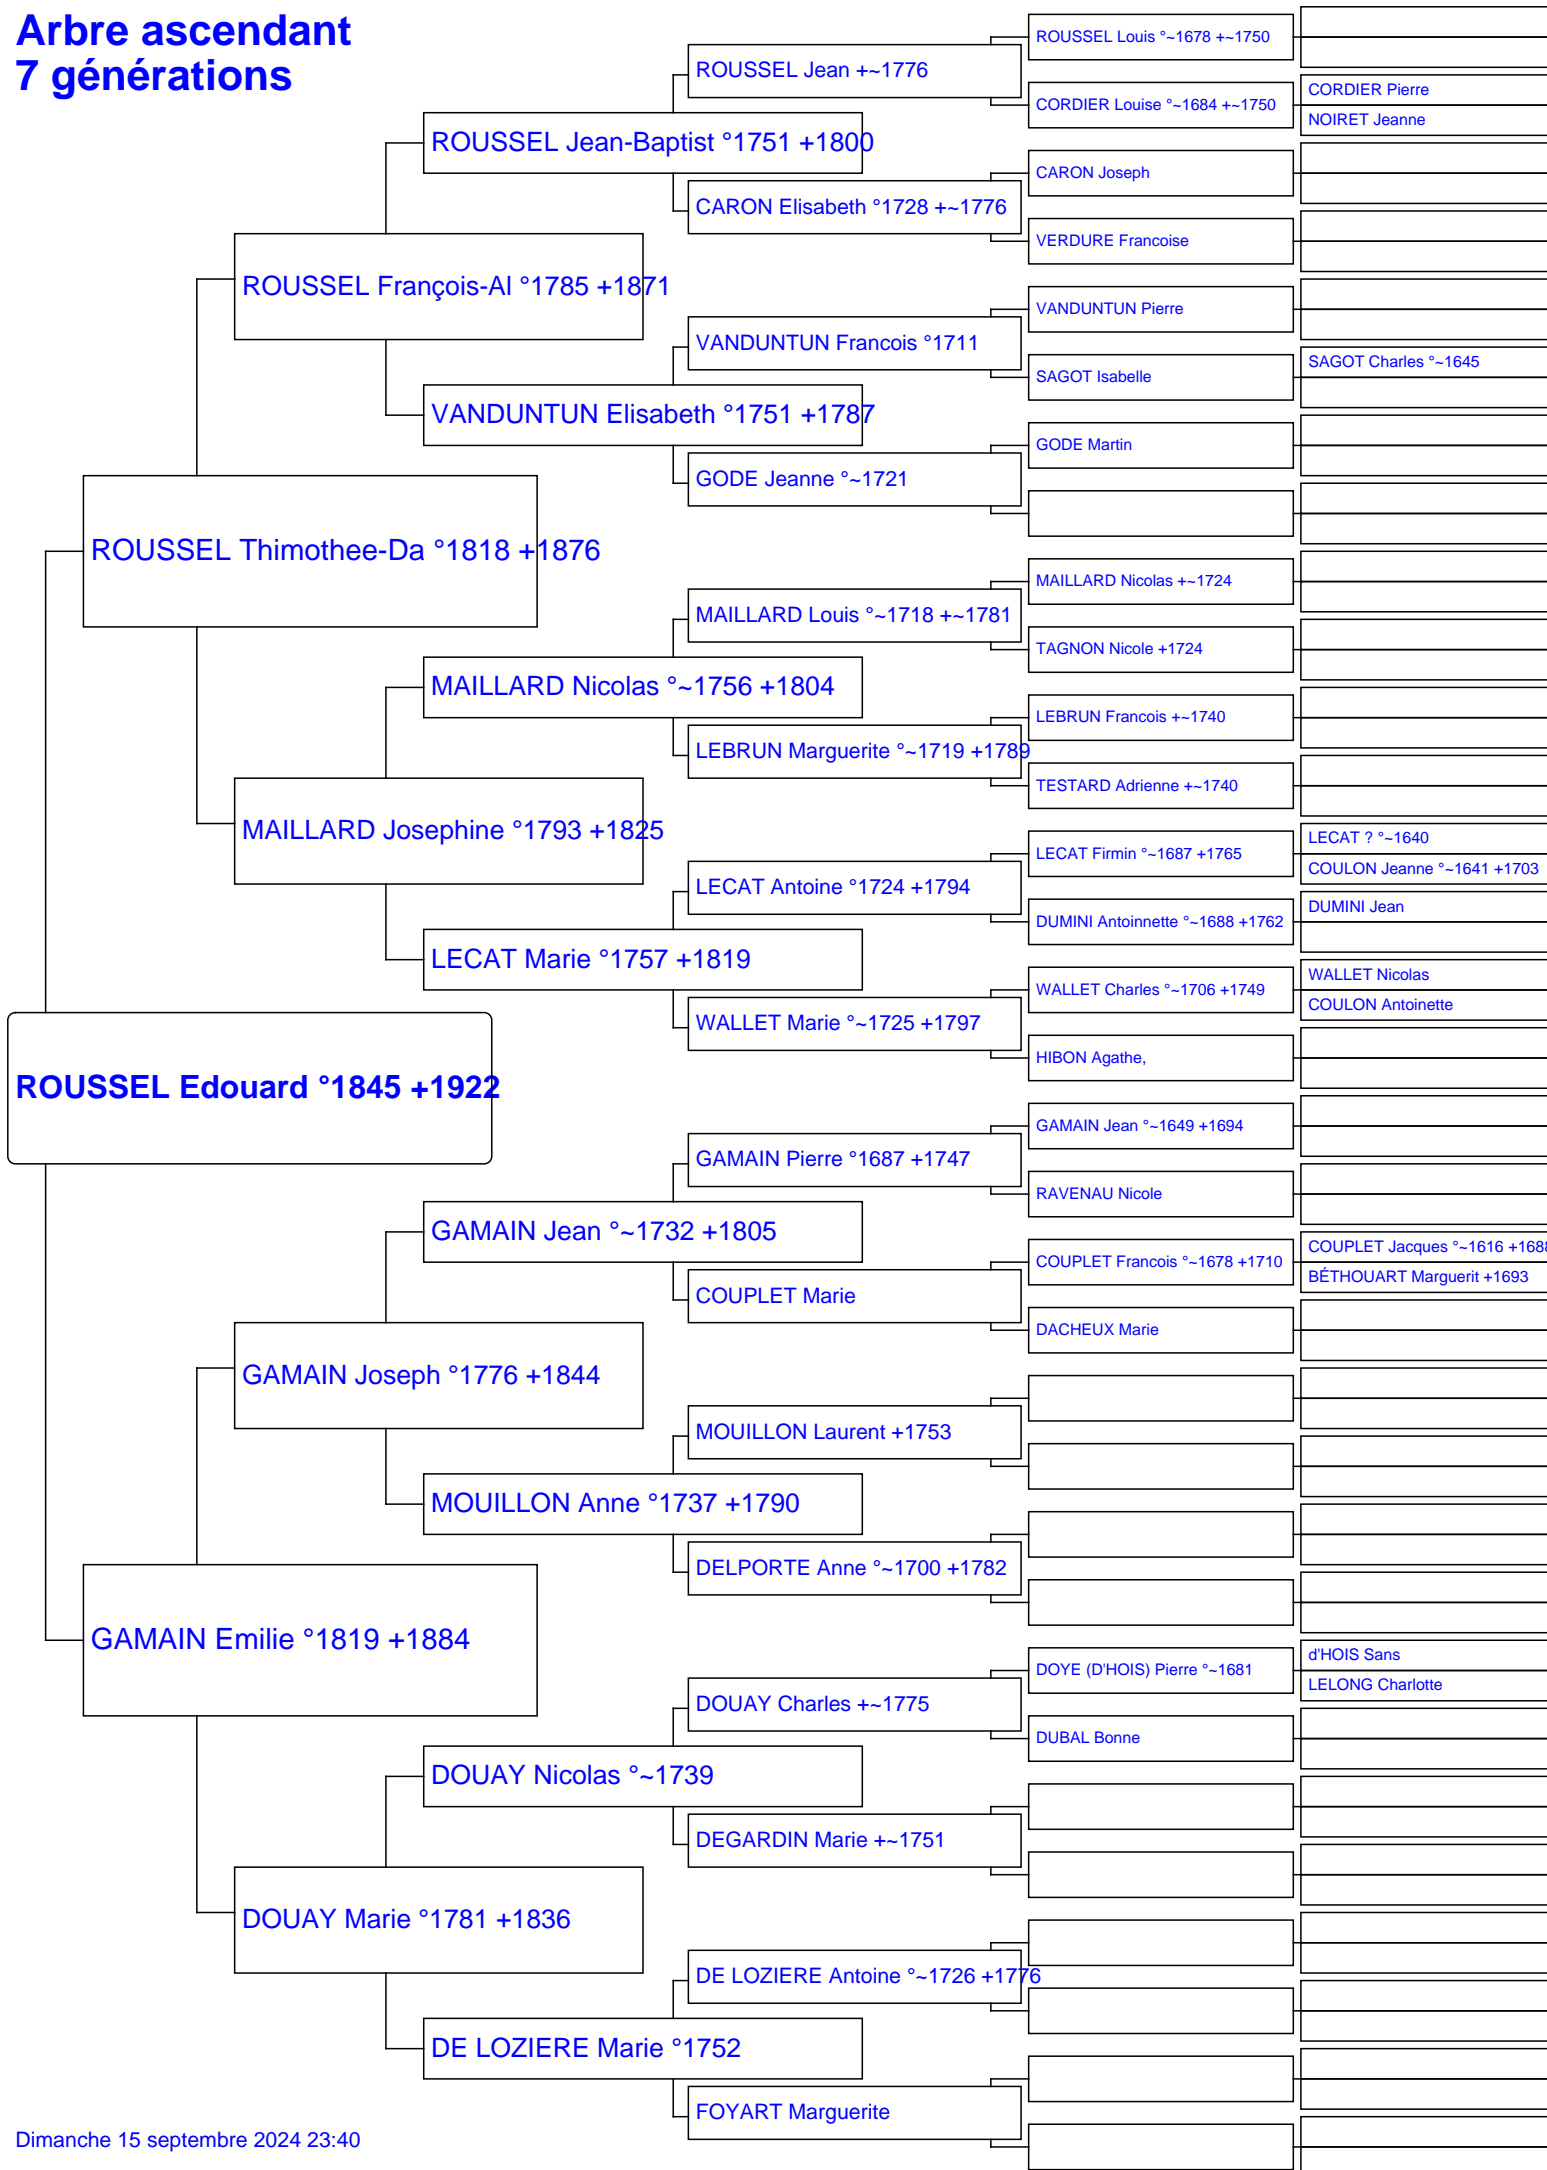 Arbre ascendant
7 générations
ROUSSEL Edouard °1845 +1922
ROUSSEL Thimothee-Da °1818 +1876
GAMAIN Emilie °1819 +1884
ROUSSEL François-Al °1785 +1871
MAILLARD Josephine °1793 +1825
GAMAIN Joseph °1776 +1844
DOUAY Marie °1781 +1836
ROUSSEL Jean-Baptist °1751 +1800
VANDUNTUN Elisabeth °1751 +1787
MAILLARD Nicolas °~1756 +1804
LECAT Marie °1757 +1819
GAMAIN Jean °~1732 +1805
MOUILLON Anne °1737 +1790
DOUAY Nicolas °~1739
DE LOZIERE Marie °1752
ROUSSEL Jean +~1776
CARON Elisabeth °1728 +~1776
VANDUNTUN Francois °1711
GODE Jeanne °~1721
MAILLARD Louis °~1718 +~1781
LEBRUN Marguerite °~1719 +1789
LECAT Antoine °1724 +1794
WALLET Marie °~1725 +1797
GAMAIN Pierre °1687 +1747
COUPLET Marie
MOUILLON Laurent +1753
DELPORTE Anne °~1700 +1782
DOUAY Charles +~1775
DEGARDIN Marie +~1751
DE LOZIERE Antoine °~1726 +1776
FOYART Marguerite
ROUSSEL Louis °~1678 +~1750
CORDIER Louise °~1684 +~1750
CARON Joseph
VERDURE Francoise
VANDUNTUN Pierre
SAGOT Isabelle
GODE Martin
MAILLARD Nicolas +~1724
TAGNON Nicole +1724
LEBRUN Francois +~1740
TESTARD Adrienne +~1740
LECAT Firmin °~1687 +1765
DUMINI Antoinnette °~1688 +1762
WALLET Charles °~1706 +1749
HIBON Agathe,
GAMAIN Jean °~1649 +1694
RAVENAU Nicole
COUPLET Francois °~1678 +1710
DACHEUX Marie
DOYE (D'HOIS) Pierre °~1681
DUBAL Bonne
CORDIER Pierre
NOIRET Jeanne
SAGOT Charles °~1645
LECAT ? °~1640
COULON Jeanne °~1641 +1703
DUMINI Jean
WALLET Nicolas
COULON Antoinette
COUPLET Jacques °~1616 +1688
BÉTHOUART Marguerit +1693
d'HOIS Sans
LELONG Charlotte
Dimanche 15 septembre 2024 23:40